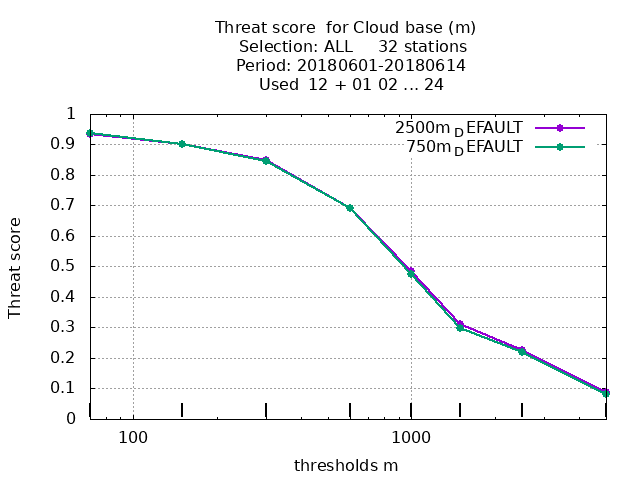 Threat score for Cloud base (m)
Selection: ALL 32 stations
Period: 20180601-20180614
Used 12 + 01 02 ... 24
2500mDEFAULT
750mDEFAULT
Threat score
1
0.9
0.8
0.7
0.6
0.5
0.4
0.3
0.2
0.1
0
100
1000
thresholds m